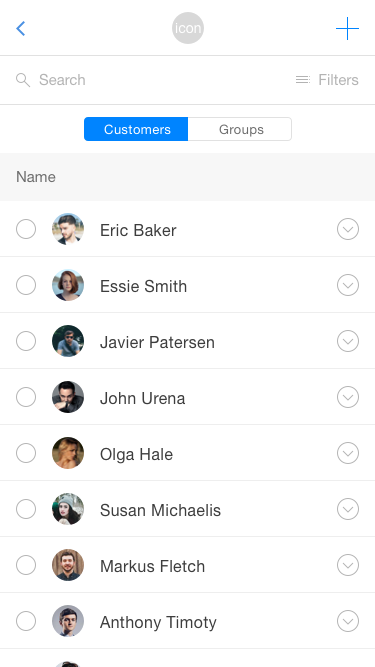 icon
Search
Filters
Customers
Groups
Name
Eric Baker
Essie Smith
Javier Patersen
John Urena
Olga Hale
Susan Michaelis
Markus Fletch
Anthony Timoty